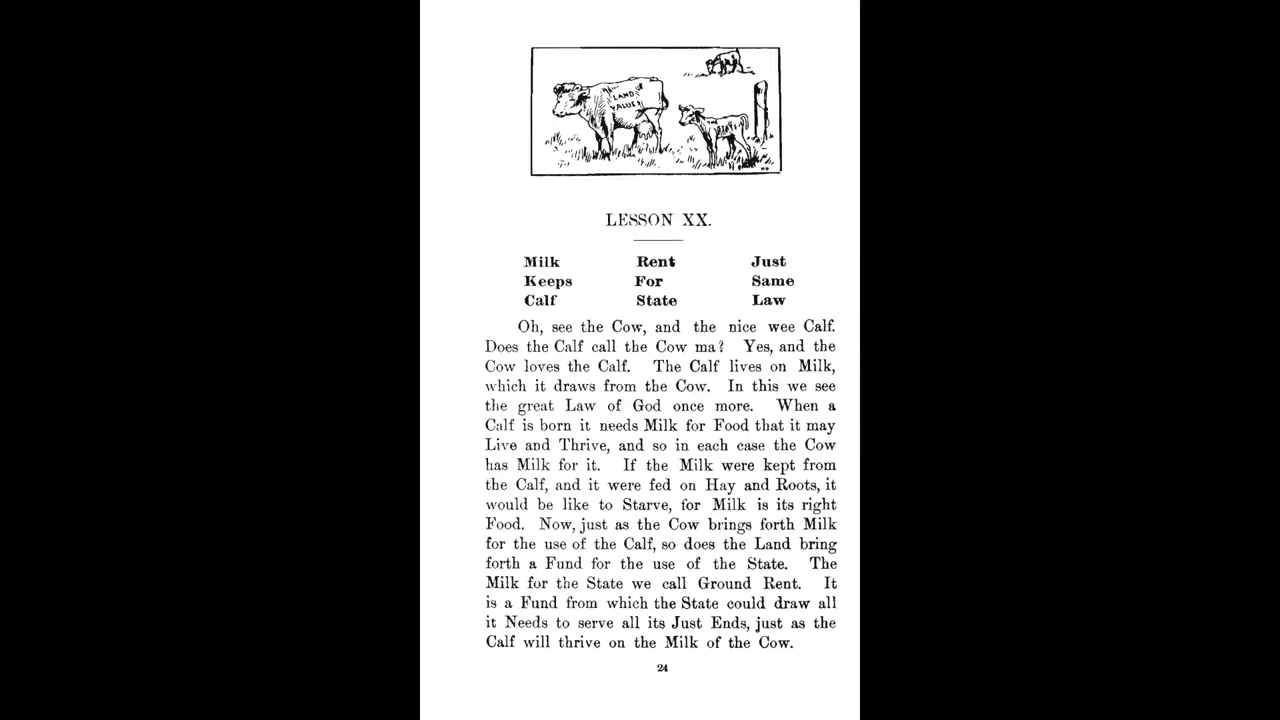 LAND
VALUES
THE
STATE
LESSON XX.
Milk Rent Just
Keeps For Same
Calf State Law
Oh, see the Cow, and the nice wee Calf.
Does the Calf call the Cow ma? Yes, and the
Cow loves the Calf. The Calf lives on Milk,
which it draws from the Cow. In this we see
the great Law of God once more. When a
Calf is born it needs Milk for Food that it may
Live and Thrive, and so in each case the Cow
has Milk for it. If the Milk were kept from
the Calf, and it were fed on Hay and Roots, it
would be like to Starve, for Milk is its right
Food. Now, just as the Cow brings forth Milk
for the use of the Calf, so does the Land bring
forth a Fund for the use of the State. The
Milk for the State we call Ground Rent. It
is a Fund from which the State could draw all
it Needs to serve all its Just Ends, just as the
Calf will thrive on the Milk of the Cow.
24